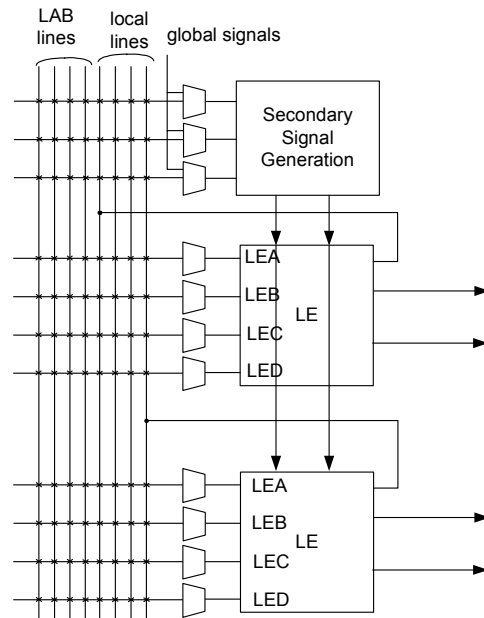 LAB
lines
local
lines
global signals
Secondary
Signal
Generation
LEA
LEB
LE
LEC
LED
LEA
LEB
LE
LEC
LED